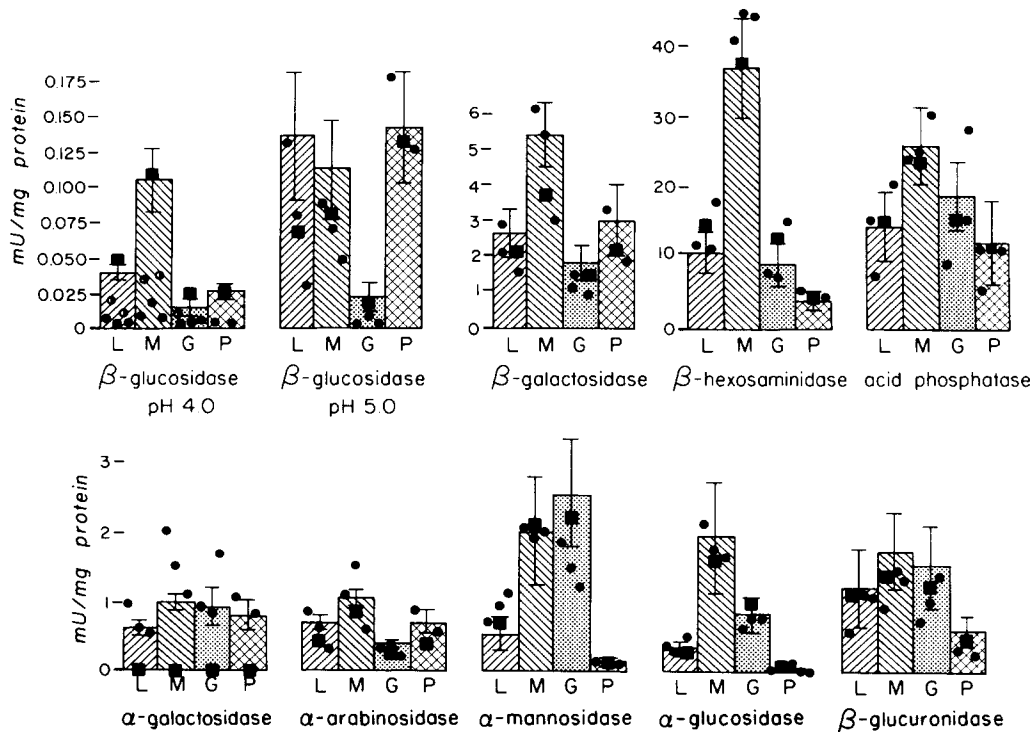 mU/mg protein
0.175
0.150
0.125
0.100
0.075
0.050
0.025
0
L M G P
β-glucosidase
pH 4.0
L M G P
β-glucosidase
pH 5.0
6
5
4
3
2
1
0
L M G P
β-galactosidase
40
30
20
10
0
L M G P
β-hexosaminidase
L M G P
acid phosphatase
mU/mg protein
3
2
1
0
L M G P
α-galactosidase
L M G P
α-arabinosidase
L M G P
α-mannosidase
L M G P
α-glucosidase
L M G P
β-glucuronidase